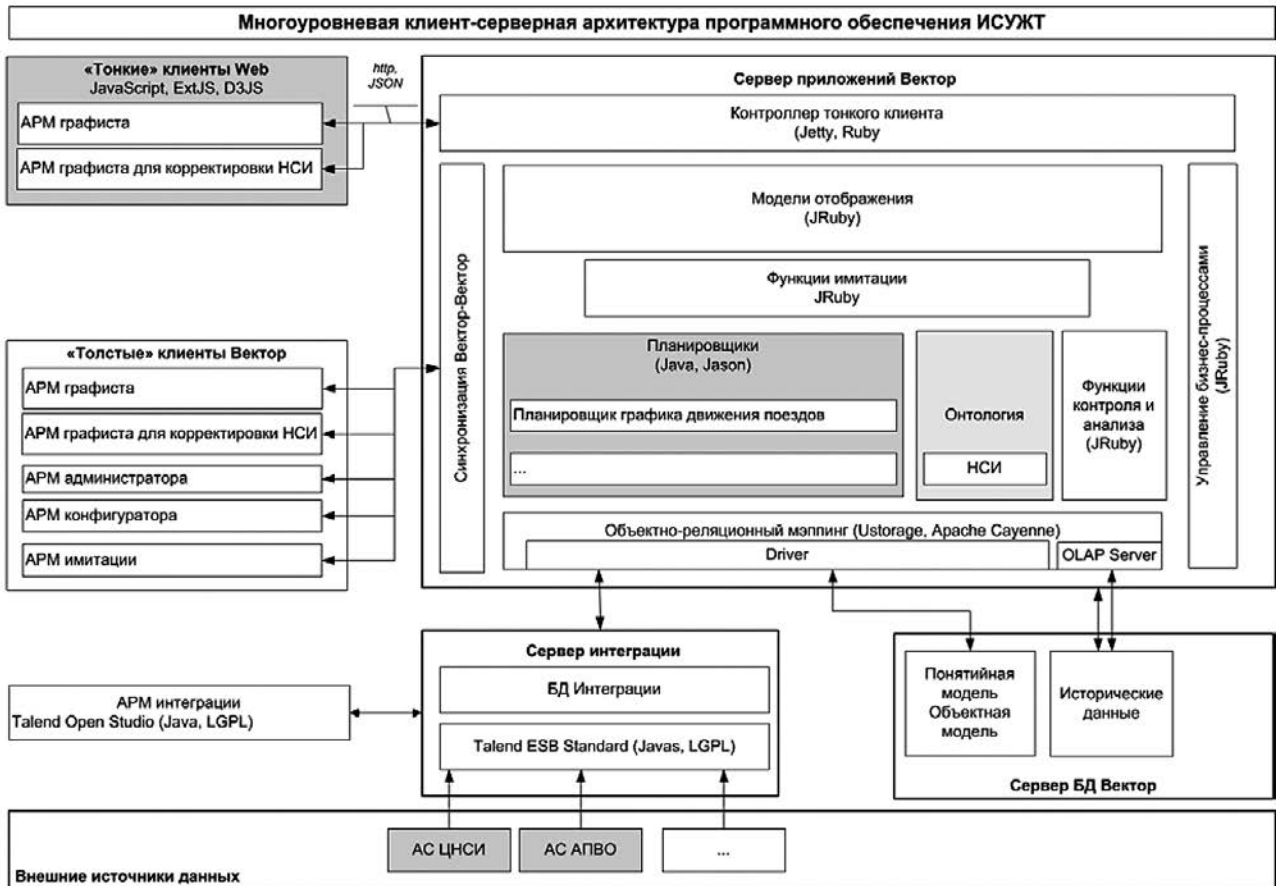 Многоуровневая клиент-серверная архитектура программного обеспечения ИСУЖТ
«Тонкие» клиенты Web
JavaScript, ExtJS, D3JS
АРМ графиста
АРМ графиста для корректировки НСИ
http,
JSON
Сервер приложений Вектор
Контроллер тонкого клиента
(Jetty, Ruby
Синхронизация Вектор-Вектор
Модели отображения
(JRuby)
Функции имитации
JRuby
Планировщики
(Java, Jason)
Планировщик графика движения поездов
...
Онтология
НСИ
Функции
контроля и
анализа
(JRuby)
Управление бизнес-процессами
(JRuby)
Объектно-реляционный мэппинг (Ustorage, Apache Cayenne)
Driver
OLAP Server
«Толстые» клиенты Вектор
АРМ графиста
АРМ графиста для корректировки НСИ
АРМ администратора
АРМ конфигуратора
АРМ имитации
АРМ интеграции
Talend Open Studio (Java, LGPL)
Сервер интеграции
БД Интеграции
Talend ESB Standard (Javas, LGPL)
Понятийная
модель
Объектная
модель
Исторические
данные
Сервер БД Вектор
АС ЦНСИ
АС АПВО
...
Внешние источники данных